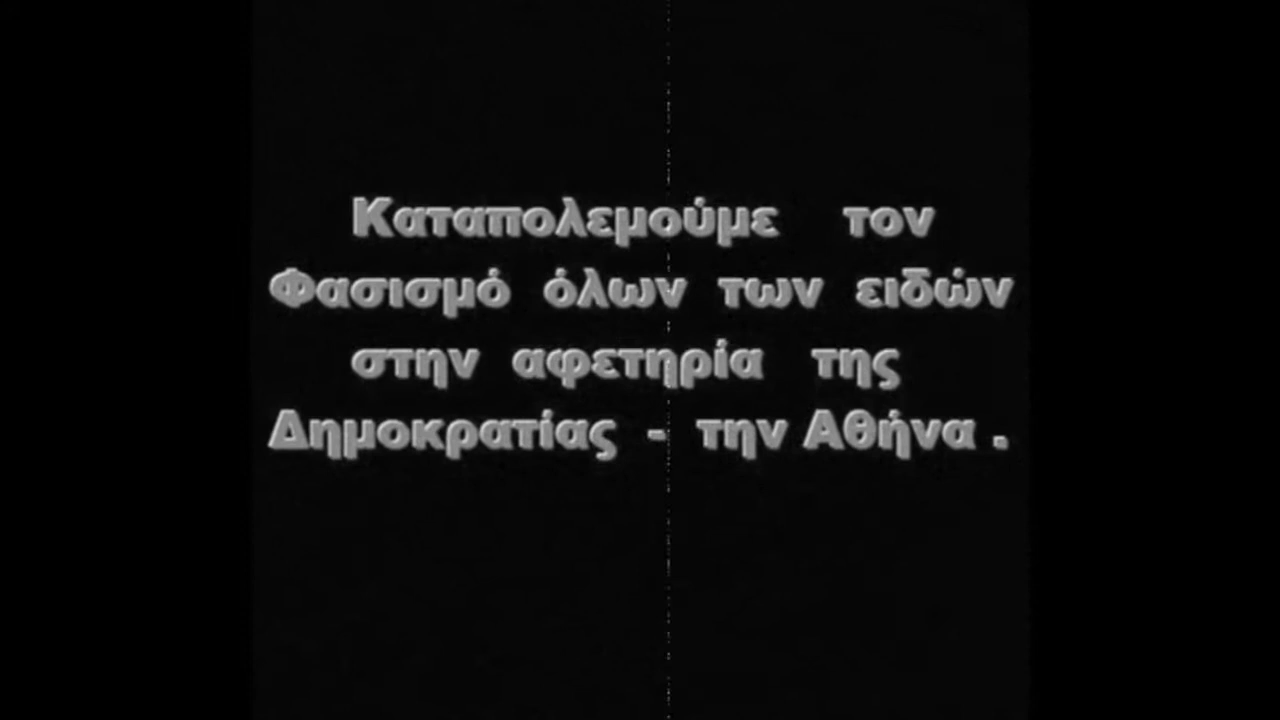 Καταπολεμούμε τον
Φασισμό όλων των ειδών
στην αφετηρία της
Δημοκρατίας - την Αθήνα .